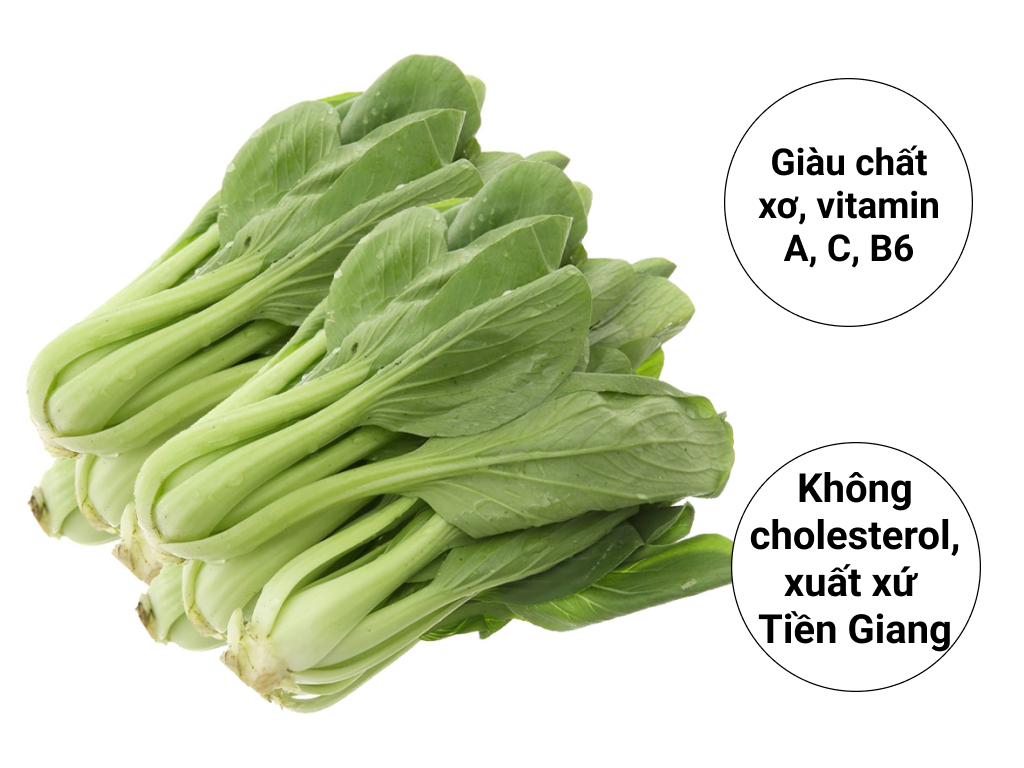 Giàu chất
xơ, vitamin
A, C, B6
Không
cholesterol,
xuất xứ
Tiền Giang